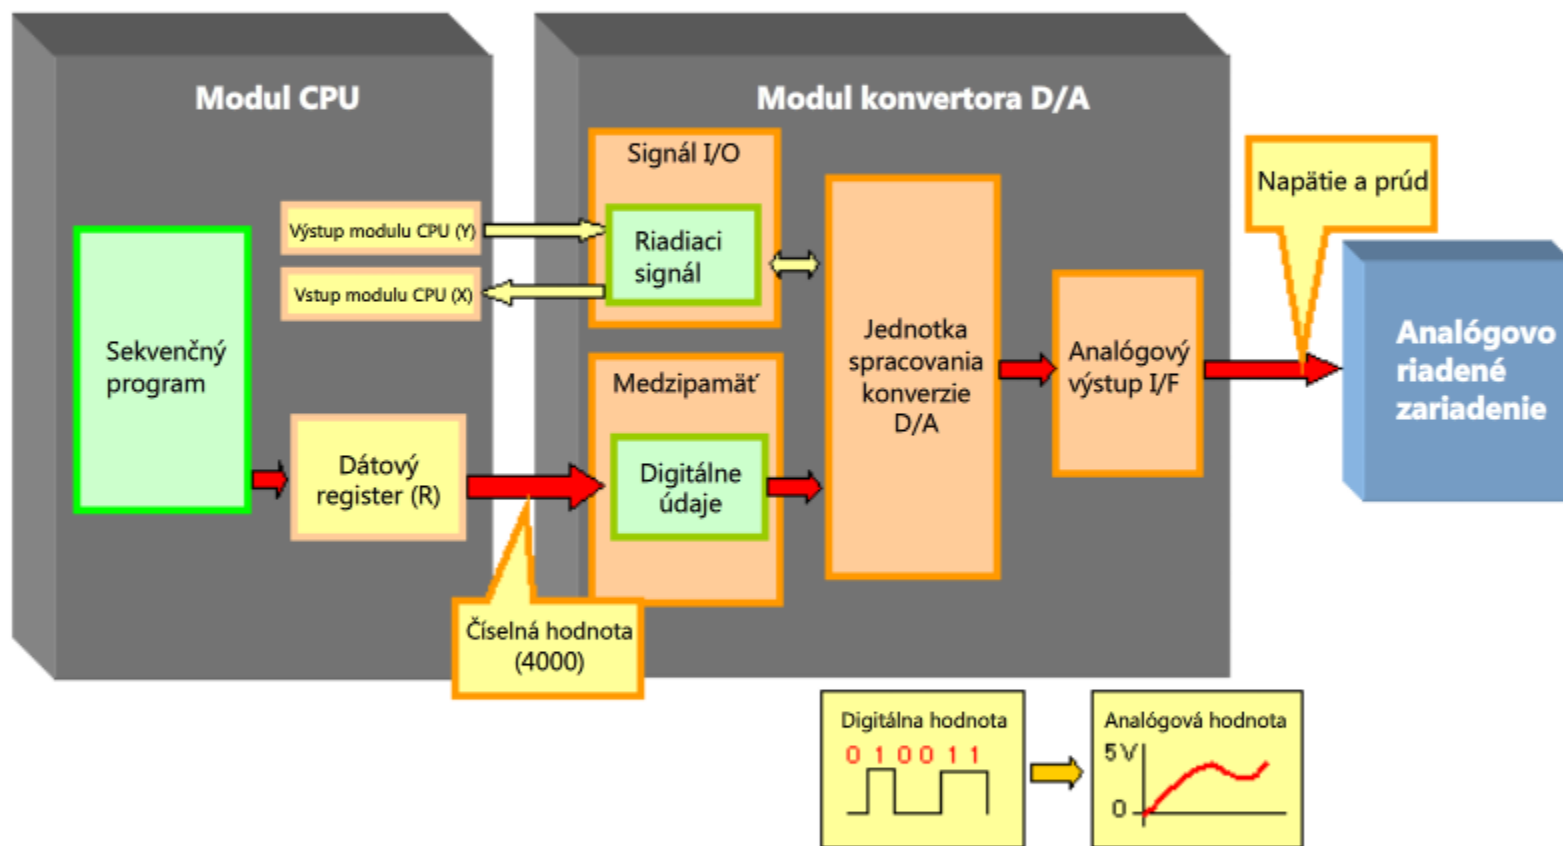 Modul CPU
Modul konvertora D/A
Signál I/O
Napätie a prúd
Výstup modulu CPU (Y)
Riadiaci
signál
Vstup modulu CPU (X)
Sekvenčný
program
Jednotka
spracovania
konverzie
D/A
Analógový
výstup I/F
Analógovo
riadené
zariadenie
Medzipamäť
Dátový
register (R)
Digitálne
údaje
Číselná hodnota
(4000)
Digitálna hodnota
0 1 0 0 1 1
Analógová hodnota
5 V
0